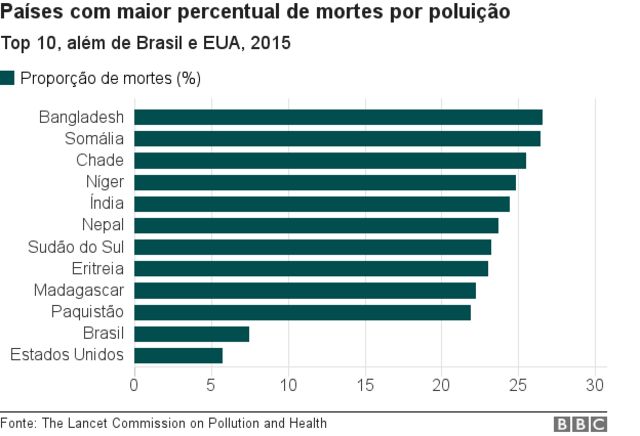 Países com maior percentual de mortes por poluição
Top 10, além de Brasil e EUA, 2015
Proporção de mortes (%)
Bangladesh
Somália
Chade
Níger
Índia
Nepal
Sudão do Sul
Eritreia
Madagascar
Paquistão
Brasil
Estados Unidos
0 5 10 15 20 25 30
Fonte: The Lancet Commission on Pollution and Health
BBC